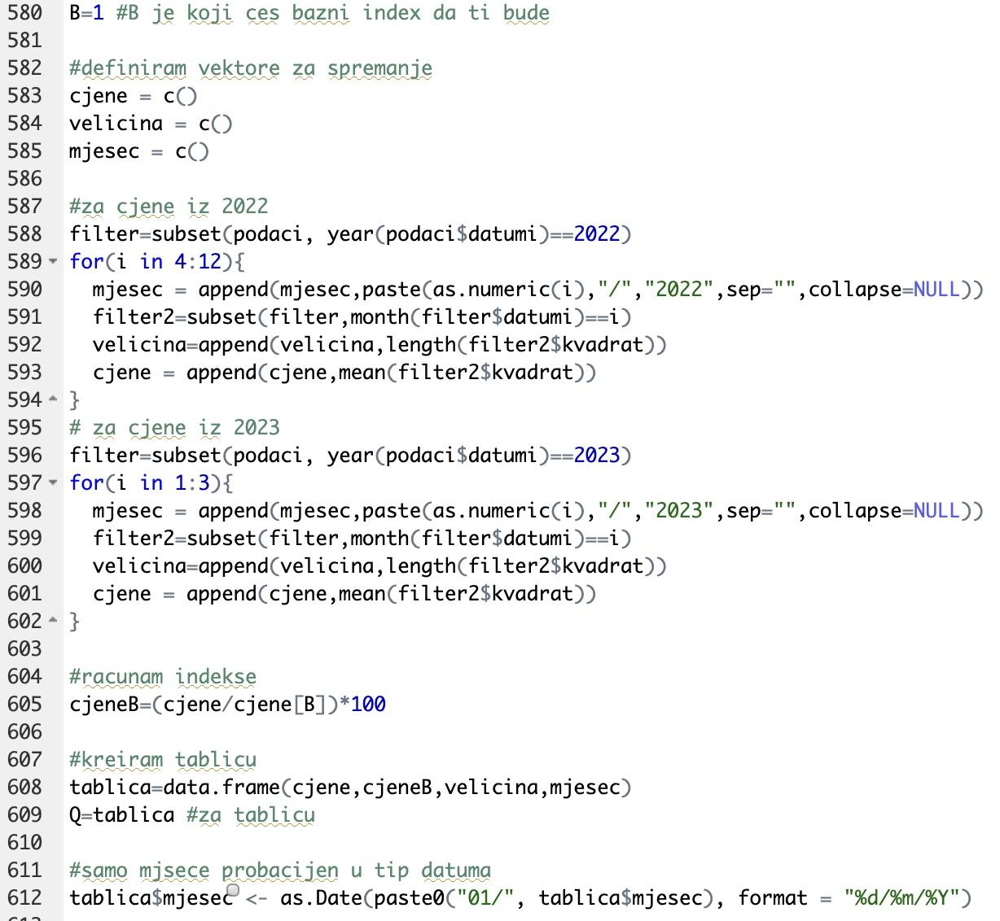 580 B=1 #B je koji ces bazni index da ti bude
581
582 #definiram vektore za spremanje
583 cjene = c()
584 velicina = c()
585 mjesec = c()
586
587 #za cjene iz 2022
588 filter=subset(podaci, year(podaci$datumi)==2022)
589 for(i in 4:12){
590   mjesec = append(mjesec,paste(as.numeric(i),"/","2022",sep="",collapse=NULL))
591   filter2=subset(filter,month(filter$datumi)==i)
592   velicina=append(velicina,length(filter2$kvadrat))
593   cjene = append(cjene,mean(filter2$kvadrat))
594 }
595 # za cjene iz 2023
596 filter=subset(podaci, year(podaci$datumi)==2023)
597 for(i in 1:3){
598   mjesec = append(mjesec,paste(as.numeric(i),"/","2023",sep="",collapse=NULL))
599   filter2=subset(filter,month(filter$datumi)==i)
600   velicina=append(velicina,length(filter2$kvadrat))
601   cjene = append(cjene,mean(filter2$kvadrat))
602 }
603
604 #racunam indekse
605 cjeneB=(cjene/cjene[B])*100
606
607 #kreiram tablicu
608 tablica=data.frame(cjene,cjeneB,velicina,mjesec)
609 Q=tablica #za tablicu
610
611 #samo mjsece probacijen u tip datuma
612 tablica$mjesec <- as.Date(paste0("01/", tablica$mjesec), format = "%d/%m/%Y")